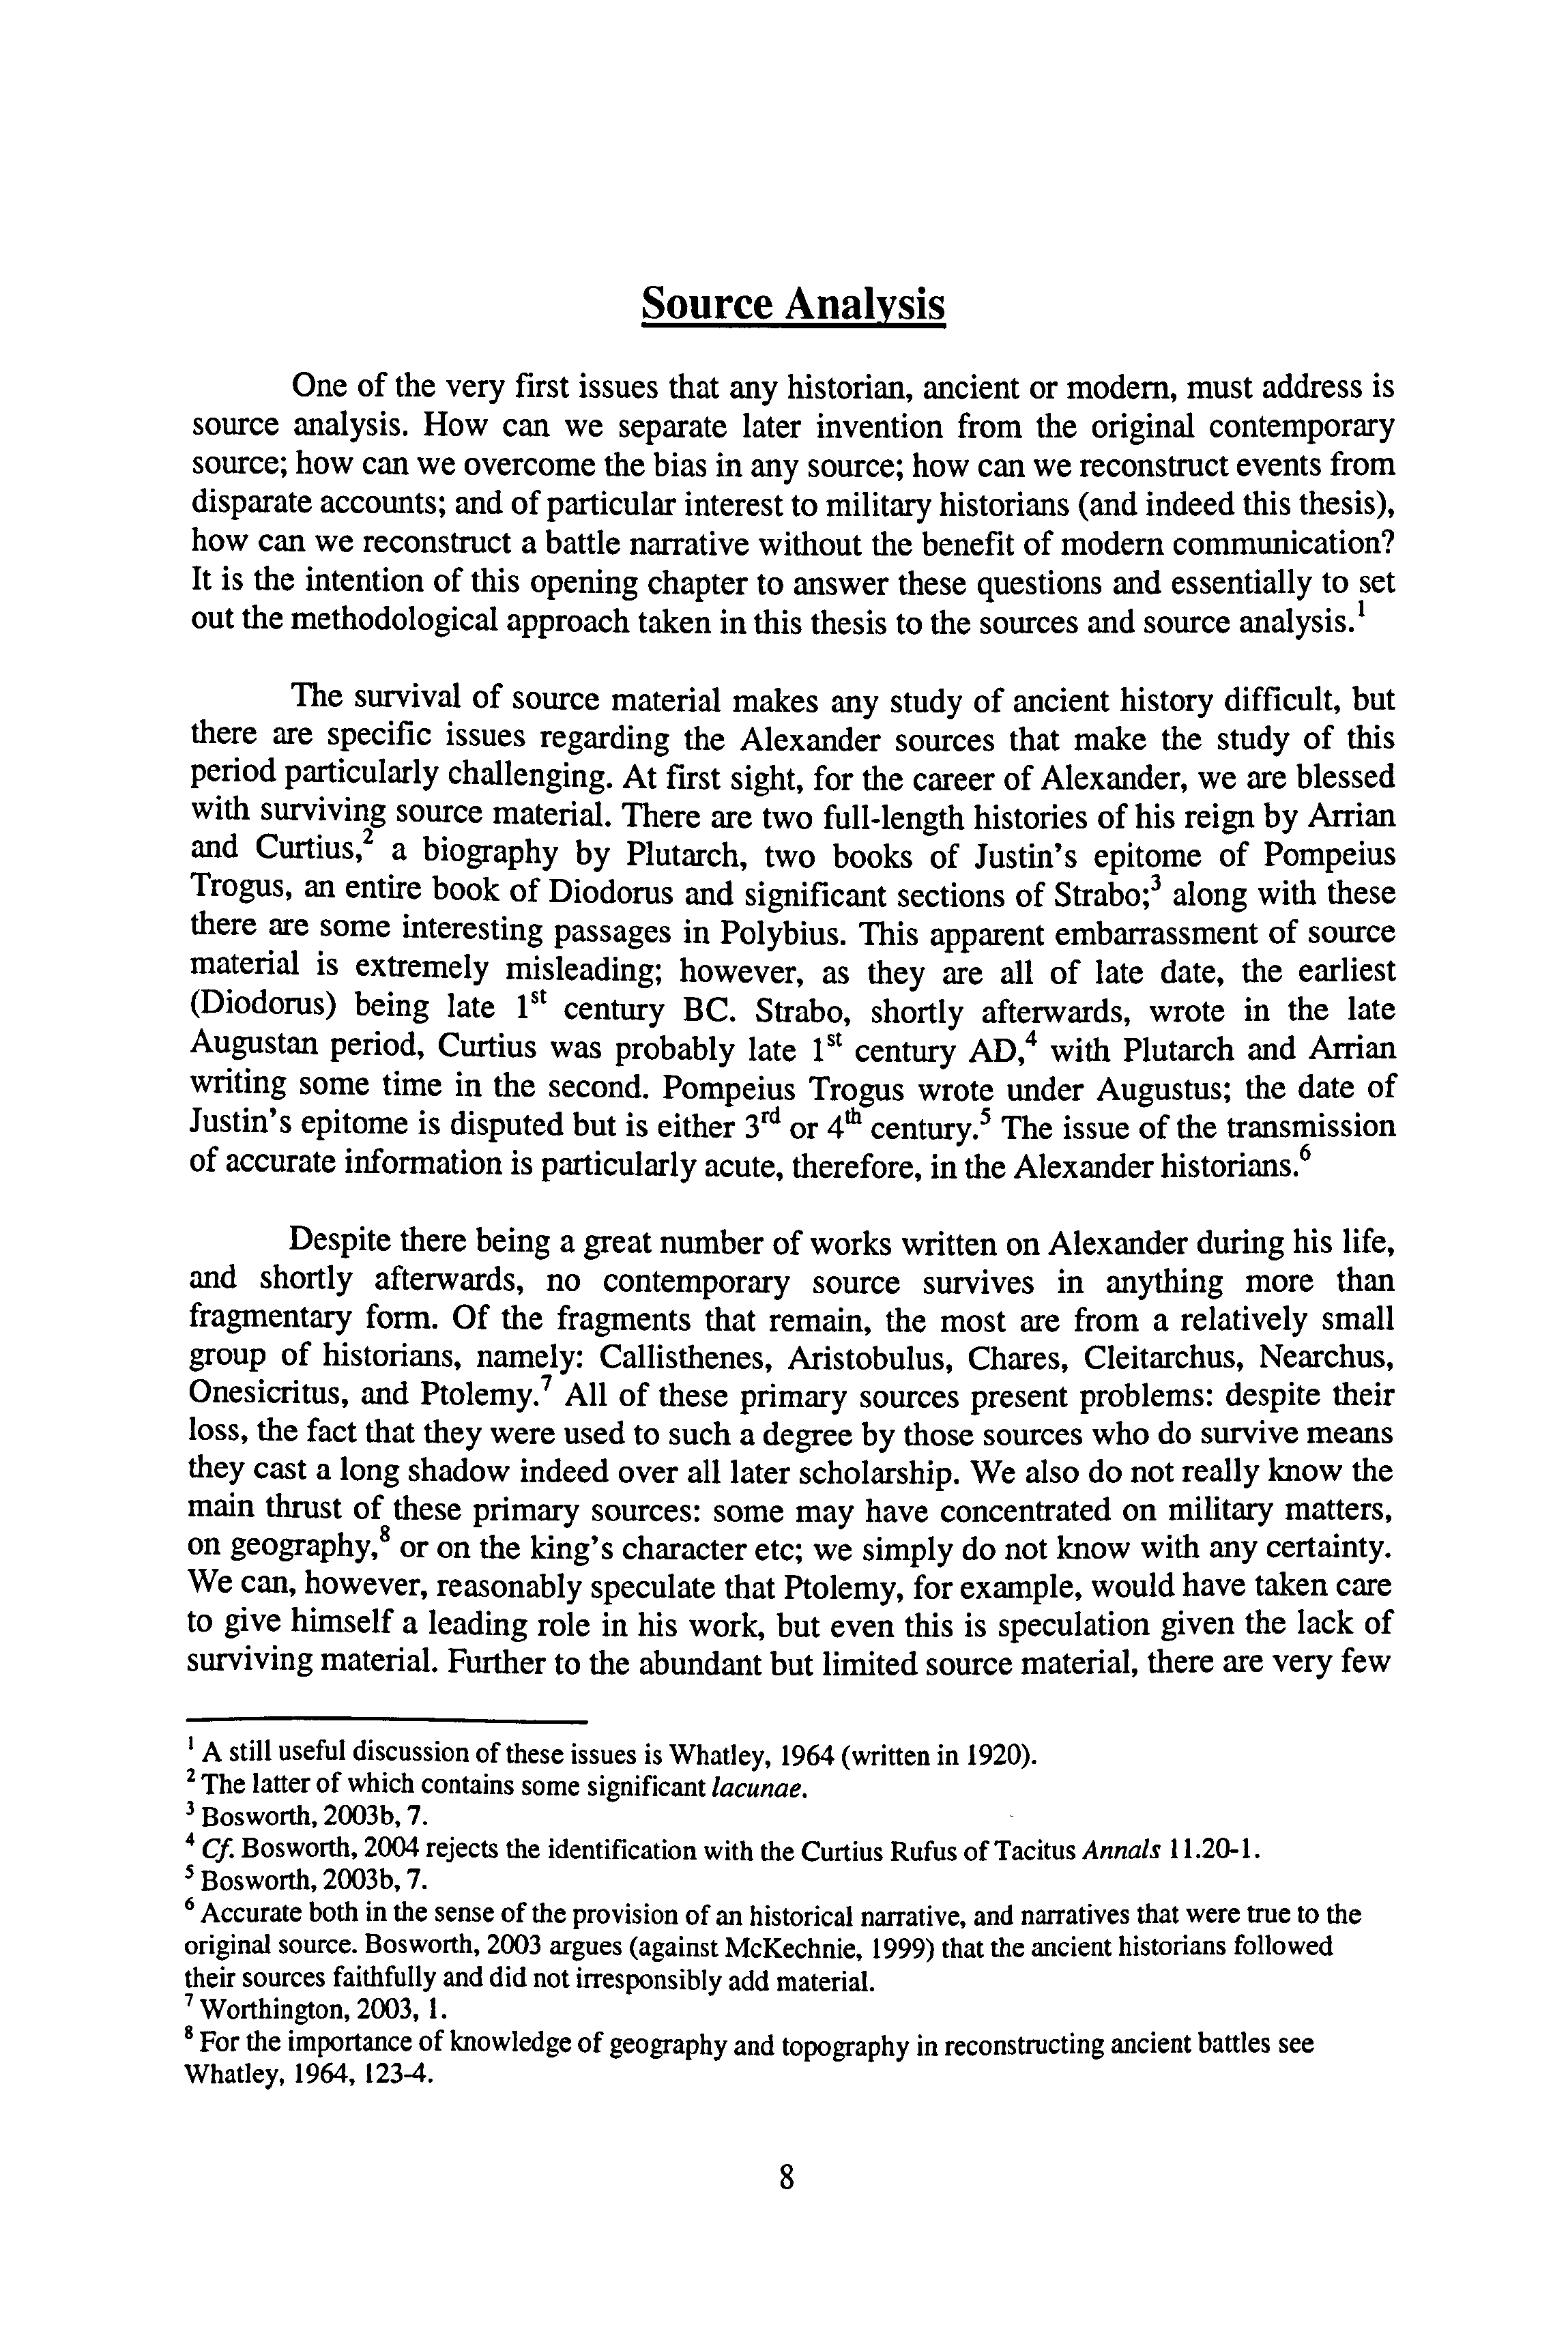 Source Analysis
One of the very first issues that any historian, ancient or modern, must address is
source analysis. How can we separate later invention from the original contemporary
source; how can we overcome the bias in any source; how can we reconstruct events from
disparate accounts; and of particular interest to military historians (and indeed this thesis),
how can we reconstruct a battle narrative without the benefit of modern communication?
It is the intention of this opening chapter to answer these questions and essentially to set
out the methodological approach taken in this thesis to the sources and source analysis.¹
The survival of source material makes any study of ancient history difficult, but
there are specific issues regarding the Alexander sources that make the study of this
period particularly challenging. At first sight, for the career of Alexander, we are blessed
with surviving source material. There are two full-length histories of his reign by Arrian
and Curtius,² a biography by Plutarch, two books of Justin's epitome of Pompeius
Trogus, an entire book of Diodorus and significant sections of Strabo;³ along with these
there are some interesting passages in Polybius. This apparent embarrassment of source
material is extremely misleading; however, as they are all of late date, the earliest
(Diodorus) being late 1st century BC. Strabo, shortly afterwards, wrote in the late
Augustan period, Curtius was probably late 1st century AD,⁴ with Plutarch and Arrian
writing some time in the second. Pompeius Trogus wrote under Augustus; the date of
Justin's epitome is disputed but is either 3rd or 4th century.⁵ The issue of the transmission
of accurate information is particularly acute, therefore, in the Alexander historians.⁶
Despite there being a great number of works written on Alexander during his life,
and shortly afterwards, no contemporary source survives in anything more than
fragmentary form. Of the fragments that remain, the most are from a relatively small
group of historians, namely: Callisthenes, Aristobulus, Chares, Cleitarchus, Nearchus,
Onesicritus, and Ptolemy.⁷ All of these primary sources present problems: despite their
loss, the fact that they were used to such a degree by those sources who do survive means
they cast a long shadow indeed over all later scholarship. We also do not really know the
main thrust of these primary sources: some may have concentrated on military matters,
on geography,⁸ or on the king's character etc; we simply do not know with any certainty.
We can, however, reasonably speculate that Ptolemy, for example, would have taken care
to give himself a leading role in his work, but even this is speculation given the lack of
surviving material. Further to the abundant but limited source material, there are very few
¹ A still useful discussion of these issues is Whatley, 1964 (written in 1920).
² The latter of which contains some significant lacunae.
³ Bosworth, 2003b, 7.
⁴ Cf. Bosworth, 2004 rejects the identification with the Curtius Rufus of Tacitus Annals 11.20-1.
⁵ Bosworth, 2003b, 7.
⁶ Accurate both in the sense of the provision of an historical narrative, and narratives that were true to the
original source. Bosworth, 2003 argues (against McKechnie, 1999) that the ancient historians followed
their sources faithfully and did not irresponsibly add material.
⁷ Worthington, 2003, 1.
⁸ For the importance of knowledge of geography and topography in reconstructing ancient battles see
Whatley, 1964, 123-4.
8